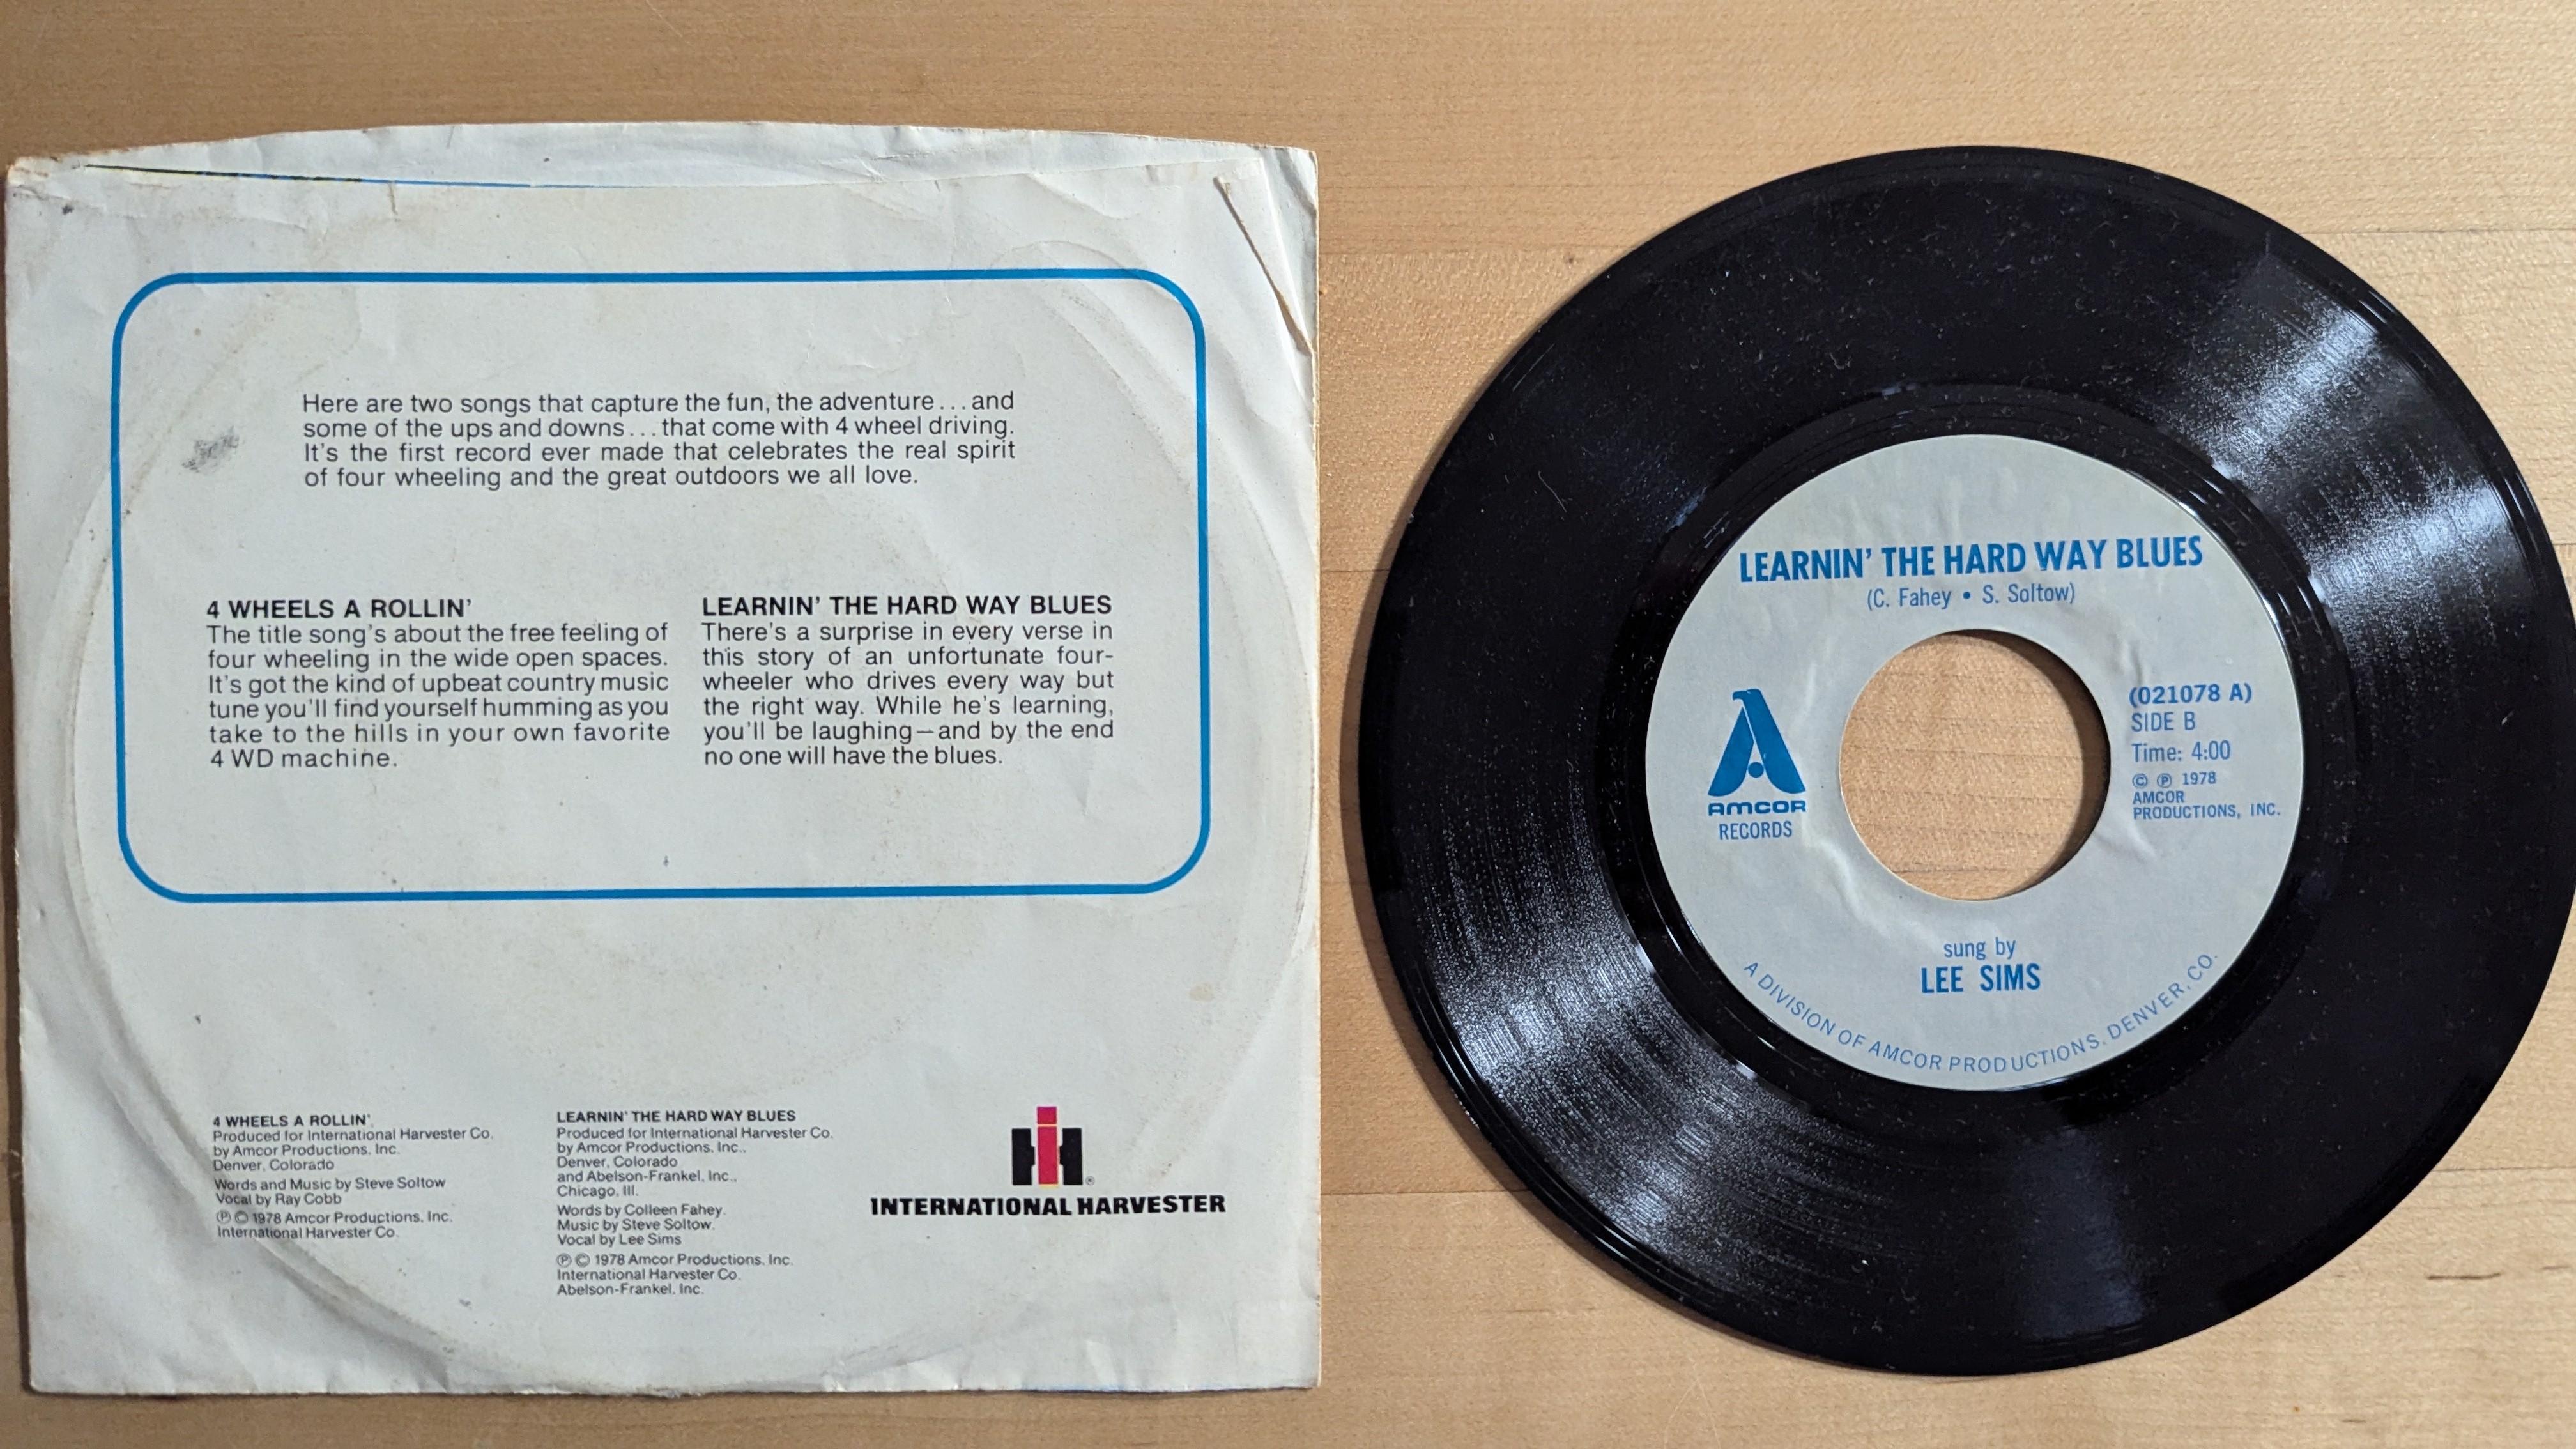 Here are two songs that capture the fun, the adventure...and
some of the ups and downs...that come with 4 wheel driving.
It's the first record ever made that celebrates the real spirit
of four wheeling and the great outdoors we all love.
4 WHEELS A ROLLIN'
The title song's about the free feeling of
four wheeling in the wide open spaces.
It's got the kind of upbeat country music
tune you'll find yourself humming as you
take to the hills in your own favorite
4 WD machine.
LEARNIN' THE HARD WAY BLUES
There's a surprise in every verse in
this story of an unfortunate four-
wheeler who drives every way but
the right way. While he's learning,
you'll be laughing—and by the end
no one will have the blues.
4 WHEELS A ROLLIN'
Produced for International Harvester Co.
by Amcor Productions, Inc.
Denver, Colorado
Words and Music by Steve Soltow
Vocal by Ray Cobb
℗ © 1978 Amcor Productions, Inc.
International Harvester Co.
LEARNIN' THE HARD WAY BLUES
Produced for International Harvester Co.
by Amcor Productions, Inc.,
Denver, Colorado
and Abelson-Frankel, Inc.,
Chicago, Ill.
Words by Colleen Fahey.
Music by Steve Soltow.
Vocal by Lee Sims
℗ © 1978 Amcor Productions, Inc.
International Harvester Co.
Abelson-Frankel, Inc.
IH®
INTERNATIONAL HARVESTER
LEARNIN' THE HARD WAY BLUES
(C. Fahey • S. Soltow)
AMCOR
RECORDS
(021078 A)
SIDE B
Time: 4:00
© ℗ 1978
AMCOR
PRODUCTIONS, INC.
sung by
LEE SIMS
A DIVISION OF AMCOR PRODUCTIONS, DENVER, CO.